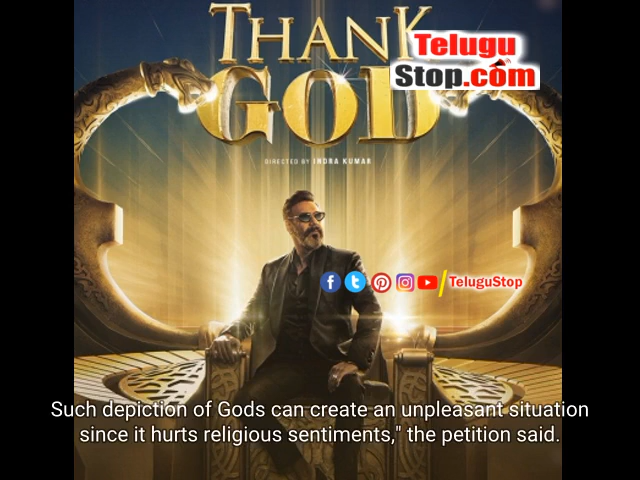 THANK
GOD
Telugu
Stop.com
DIRECTED BY INDRA KUMAR
TeluguStop
Such depiction of Gods can create an unpleasant situation
since it hurts religious sentiments," the petition said.